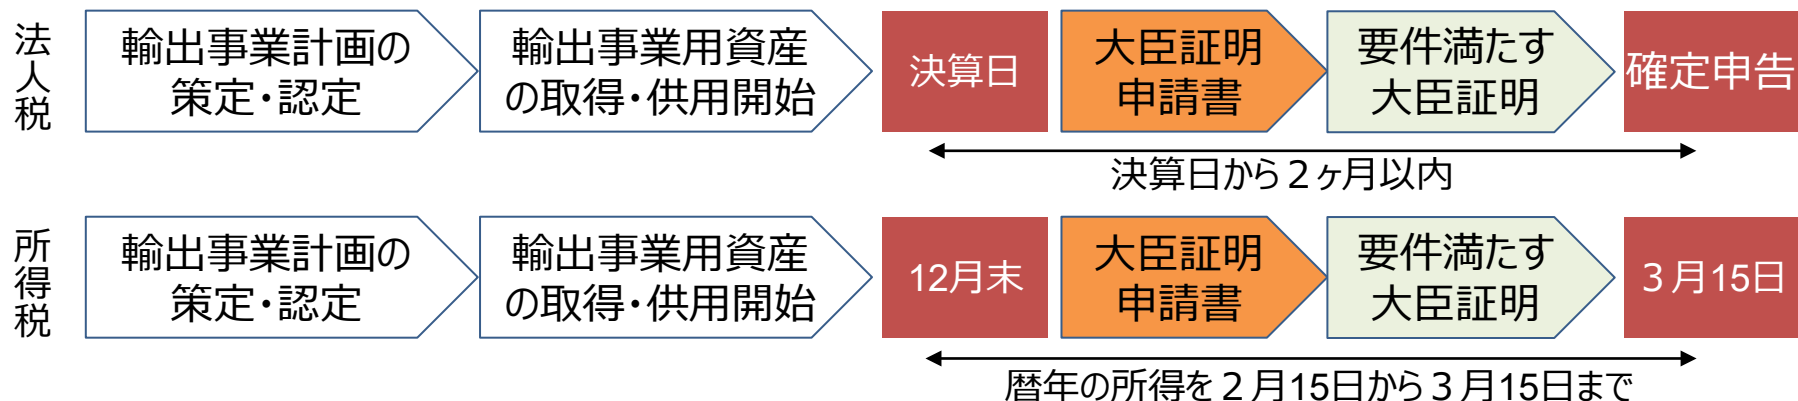 法人税
輸出事業計画の
策定・認定
輸出事業用資産
の取得・供用開始
決算日
大臣証明
申請書
要件満たす
大臣証明
確定申告
決算日から２ヶ月以内
所得税
輸出事業計画の
策定・認定
輸出事業用資産
の取得・供用開始
12月末
大臣証明
申請書
要件満たす
大臣証明
３月15日
暦年の所得を２月15日から３月15日まで